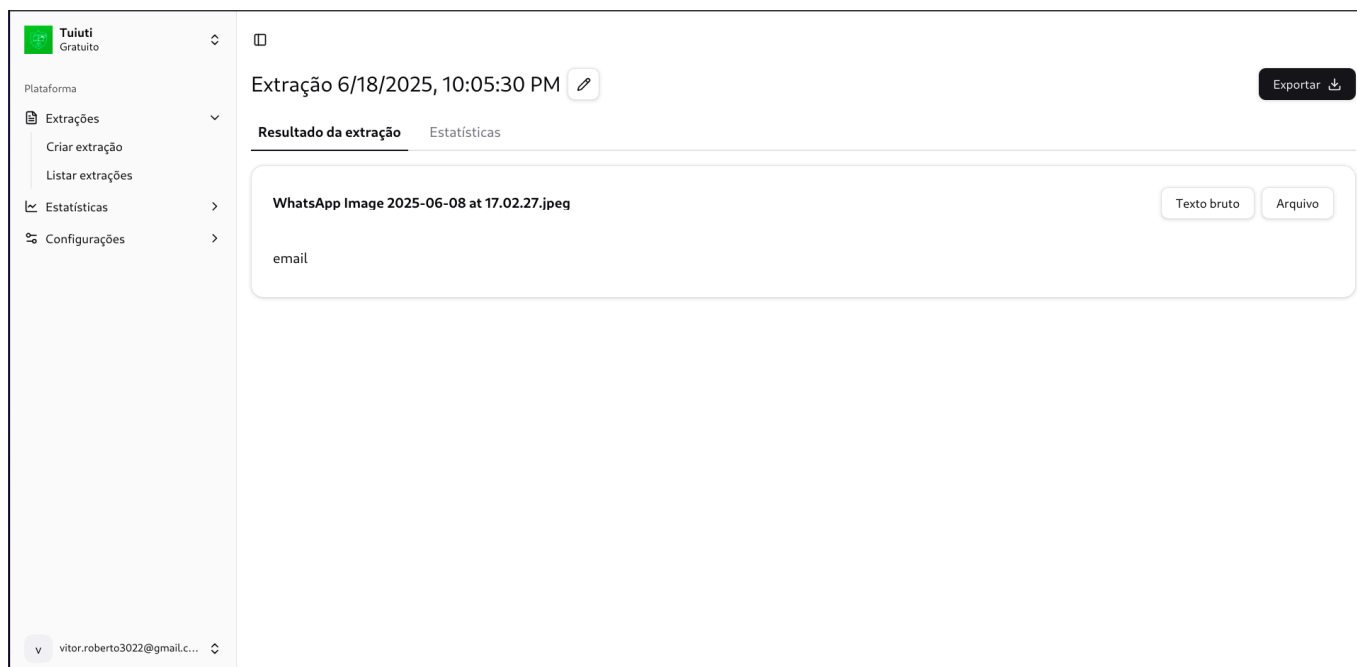 Tuiuti
Gratuito
Plataforma
Extrações
Criar extração
Listar extrações
Estatísticas
Configurações
vitor.roberto3022@gmail.c...
v
Extração 6/18/2025, 10:05:30 PM
Exportar
Resultado da extração
Estatísticas
WhatsApp Image 2025-06-08 at 17.02.27.jpeg
Texto bruto
Arquivo
email